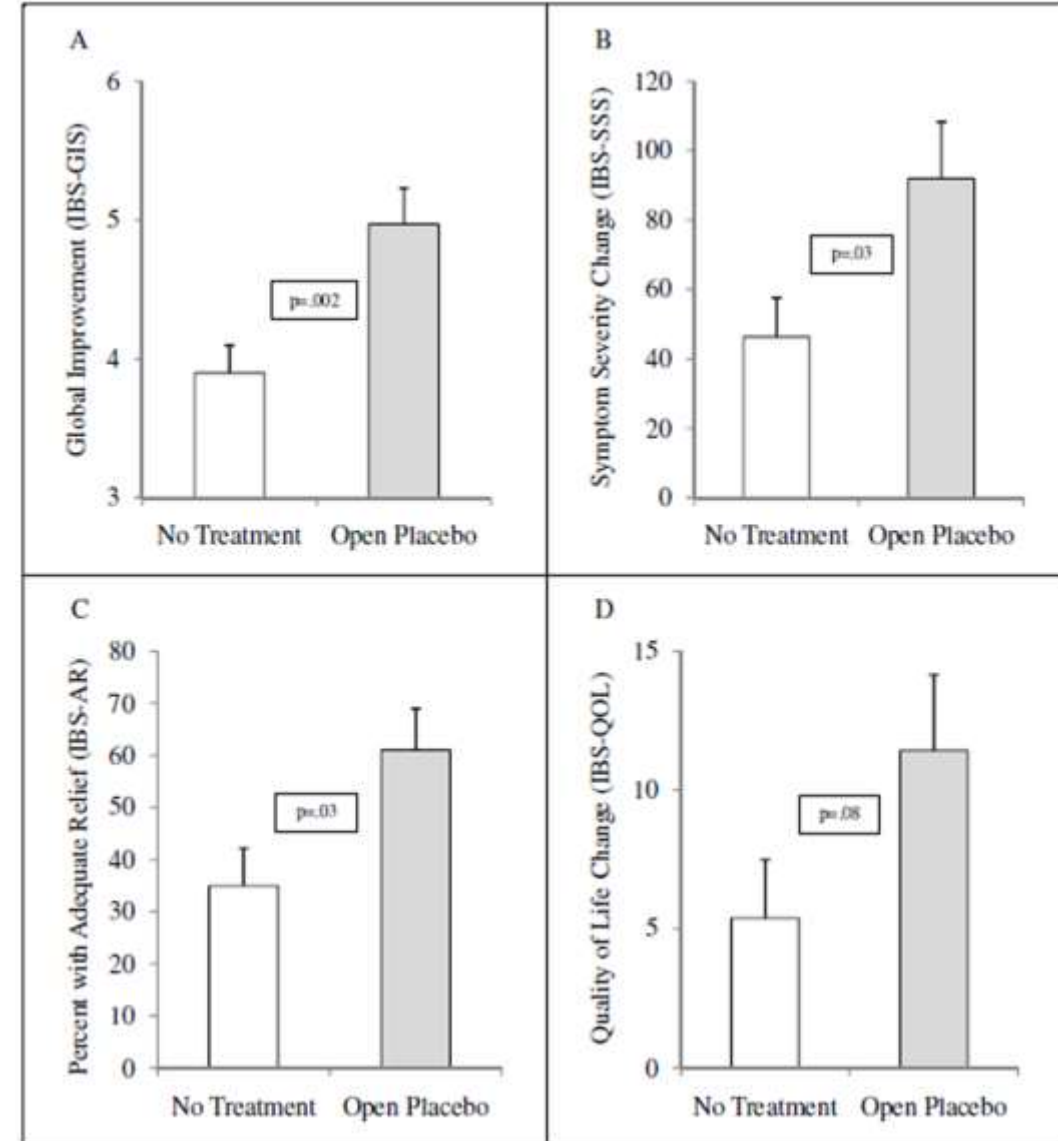 A
Global Improvement (IBS-GIS)
6
5
4
3
p=.002
No Treatment Open Placebo
B
Symptom Severity Change (IBS-SSS)
120
100
80
60
40
20
0
p=.03
No Treatment Open Placebo
C
Percent with Adequate Relief (IBS-AR)
80
70
60
50
40
30
20
10
0
p=.03
No Treatment Open Placebo
D
Quality of Life Change (IBS-QOL)
15
10
5
0
p=.08
No Treatment Open Placebo